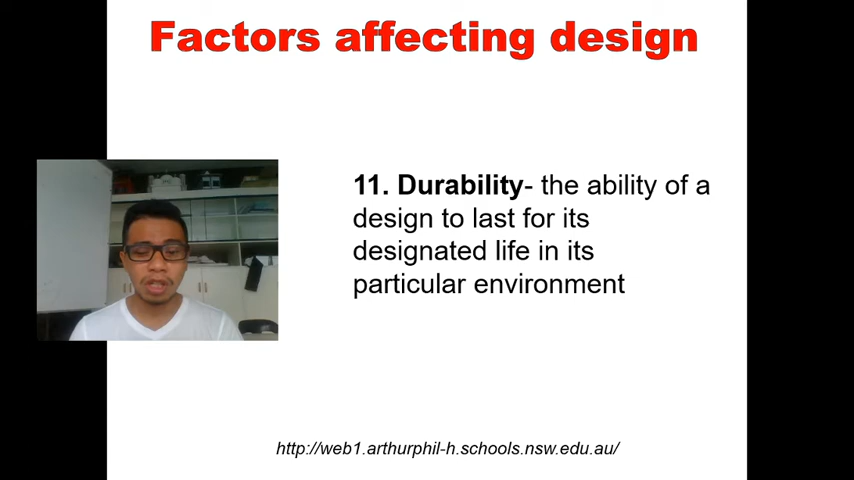 Factors affecting design
11. Durability- the ability of a
design to last for its
designated life in its
particular environment
http://web1.arthurphil-h.schools.nsw.edu.au/